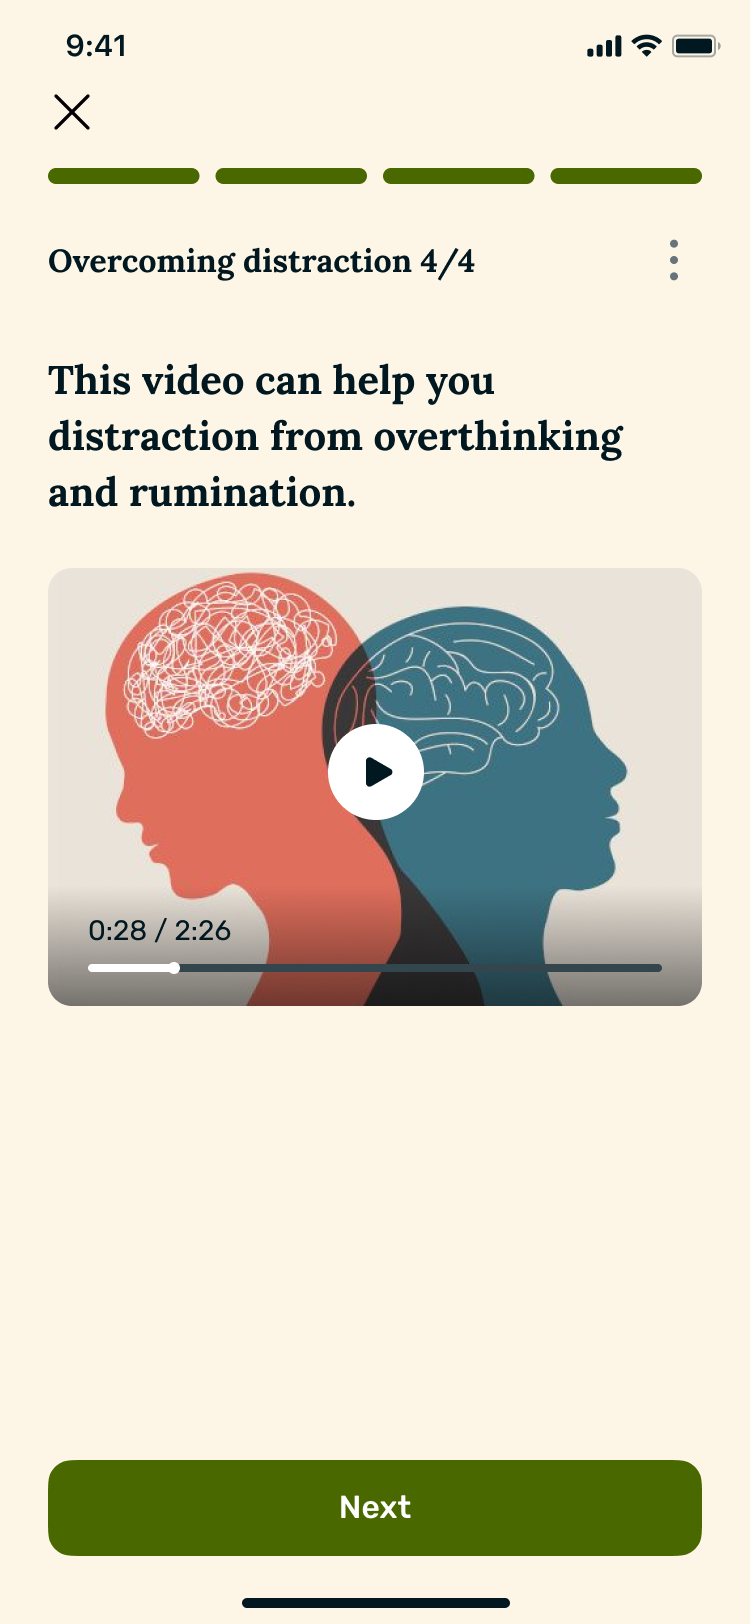 9:41
Overcoming distraction 4/4
This video can help you
distraction from overthinking
and rumination.
0:28 / 2:26
Next